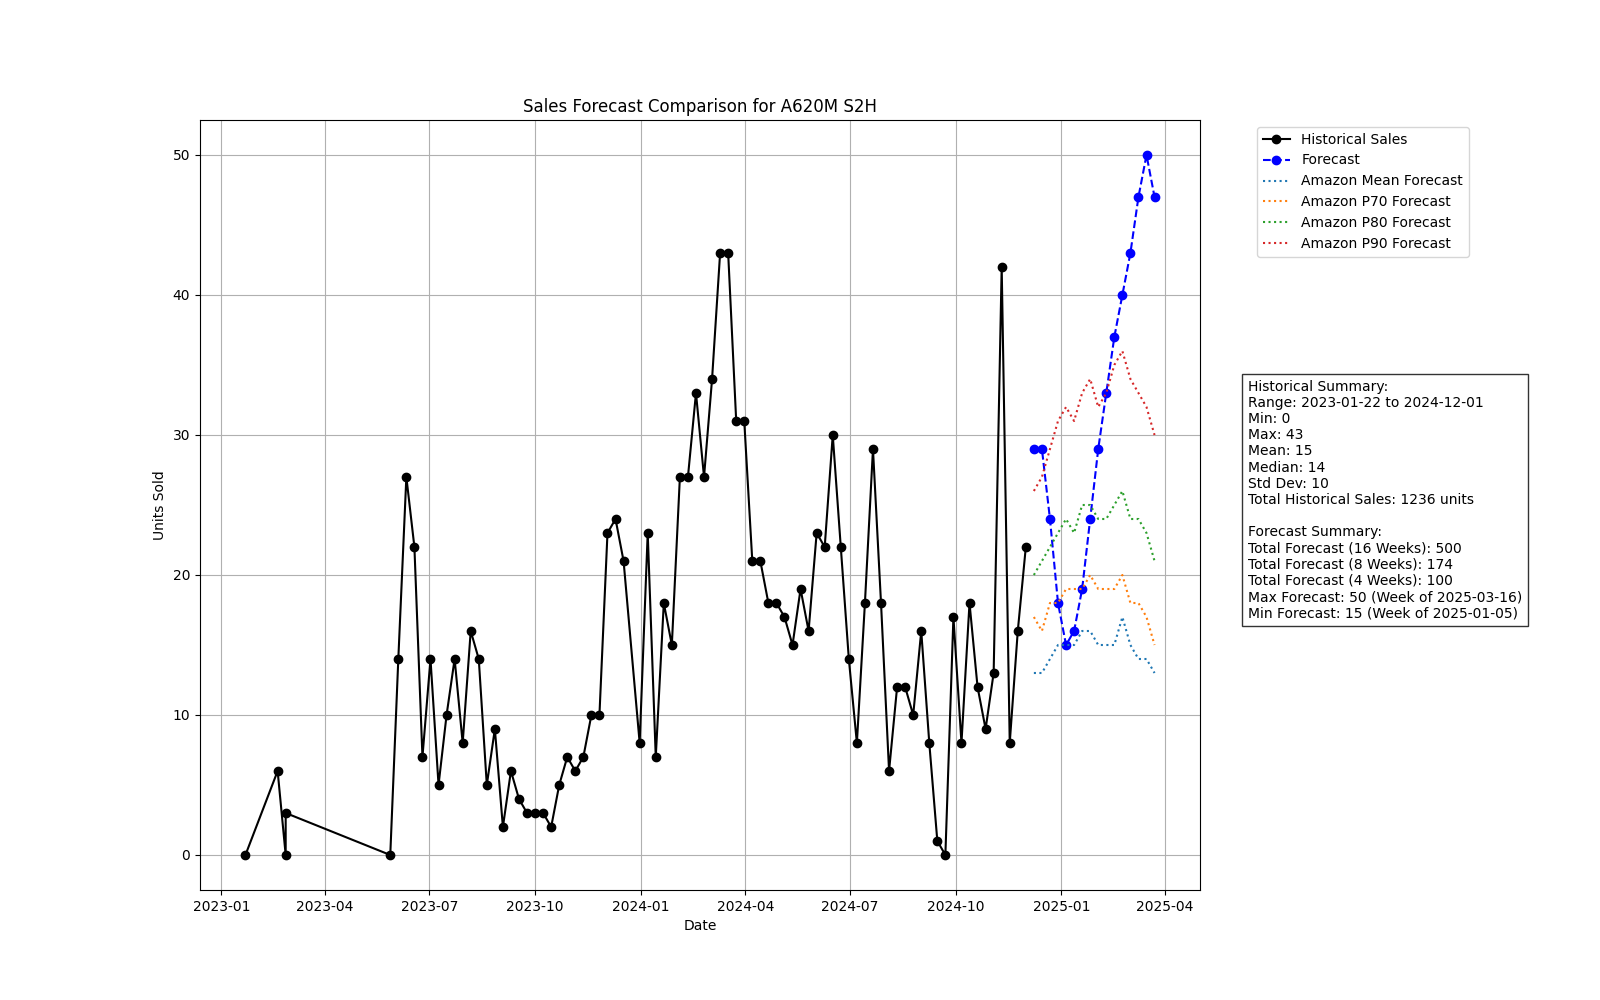 Sales Forecast Comparison for A620M S2H
Historical Sales
Forecast
Amazon Mean Forecast
Amazon P70 Forecast
Amazon P80 Forecast
Amazon P90 Forecast
50
40
30
20
10
0
Units Sold
2023-01
2023-04
2023-07
2023-10
2024-01
2024-04
2024-07
2024-10
2025-01
2025-04
Date
Historical Summary:
Range: 2023-01-22 to 2024-12-01
Min: 0
Max: 43
Mean: 15
Median: 14
Std Dev: 10
Total Historical Sales: 1236 units
Forecast Summary:
Total Forecast (16 Weeks): 500
Total Forecast (8 Weeks): 174
Total Forecast (4 Weeks): 100
Max Forecast: 50 (Week of 2025-03-16)
Min Forecast: 15 (Week of 2025-01-05)